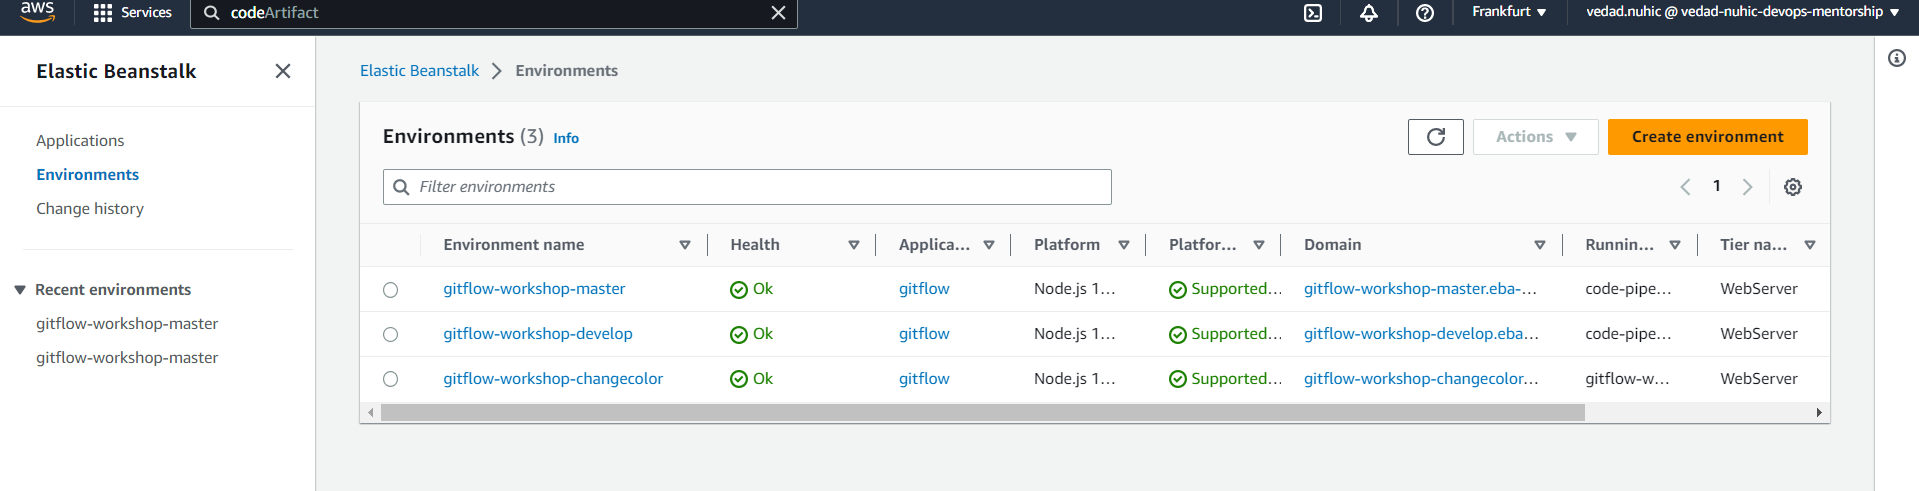 aws
Services
codeArtifact
Frankfurt
vedad.nuhic @ vedad-nuhic-devops-mentorship
Elastic Beanstalk
Applications
Environments
Change history
Recent environments
gitflow-workshop-master
gitflow-workshop-master
Elastic Beanstalk > Environments
Environments (3) Info
Actions
Create environment
Filter environments
1
Environment name Health Applica... Platform Platfor... Domain Runnin... Tier na...
gitflow-workshop-master Ok gitflow Node.js 1... Supported... gitflow-workshop-master.eba-... code-pipe... WebServer
gitflow-workshop-develop Ok gitflow Node.js 1... Supported... gitflow-workshop-develop.eba... code-pipe... WebServer
gitflow-workshop-changecolor Ok gitflow Node.js 1... Supported... gitflow-workshop-changecolor... gitflow-w... WebServer